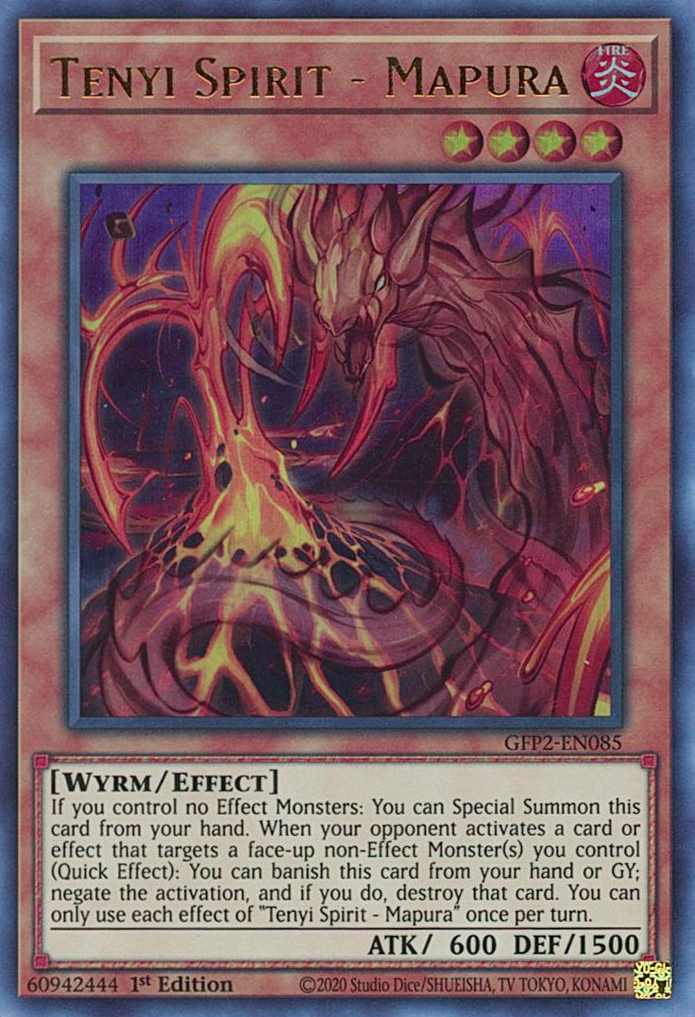 TENYI SPIRIT - MAPURA
FIRE
炎
GFP2-EN085
[WYRM/EFFECT]
If you control no Effect Monsters: You can Special Summon this
card from your hand. When your opponent activates a card or
effect that targets a face-up non-Effect Monster(s) you control
(Quick Effect): You can banish this card from your hand or GY;
negate the activation, and if you do, destroy that card. You can
only use each effect of "Tenyi Spirit - Mapura" once per turn.
ATK/ 600 DEF/1500
60942444 1st Edition ©2020 Studio Dice/SHUEISHA, TV TOKYO, KONAMI